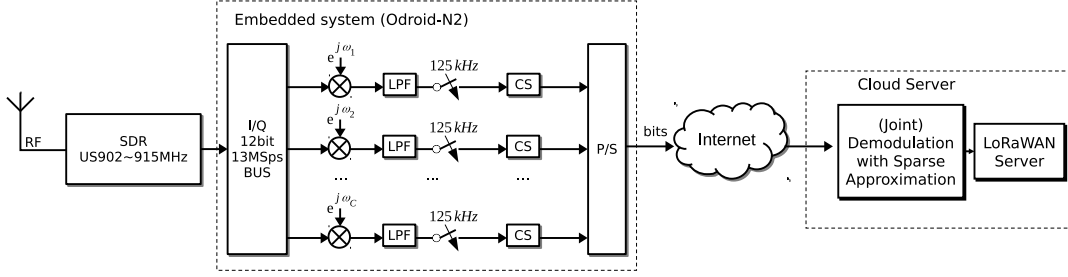 Embedded system (Odroid-N2)
RF
SDR
US902~915MHz
I/Q
12bit
13MSps
BUS
e^jω1
LPF
125 kHz
CS
e^jω2
LPF
125 kHz
CS
... ... ...
e^jωC
LPF
125 kHz
CS
P/S
bits
Internet
Cloud Server
(Joint)
Demodulation
with Sparse
Approximation
LoRaWAN
Server